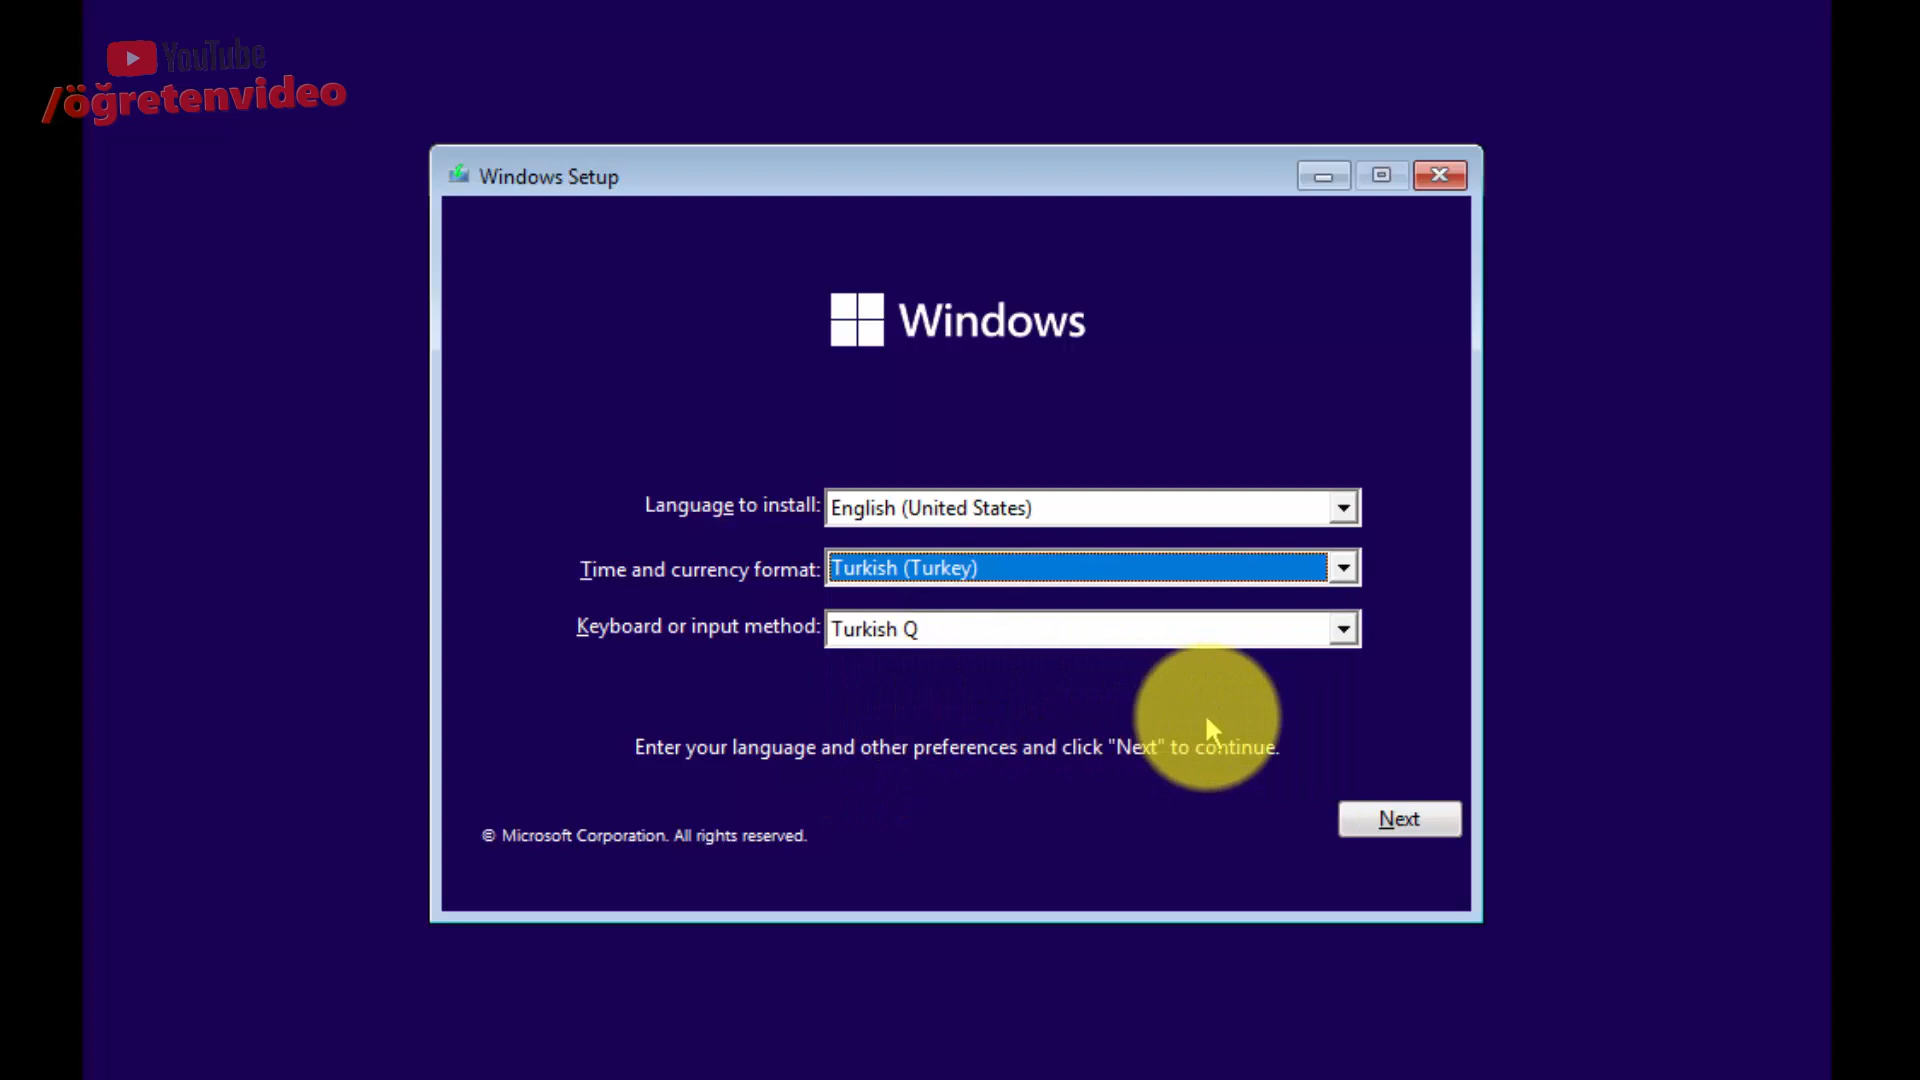 YouTube
/öğretenvideo
Windows Setup
Windows
Language to install: English (United States)
Time and currency format: Turkish (Turkey)
Keyboard or input method: Turkish Q
Enter your language and other preferences and click "Next" to continue.
Next
© Microsoft Corporation. All rights reserved.